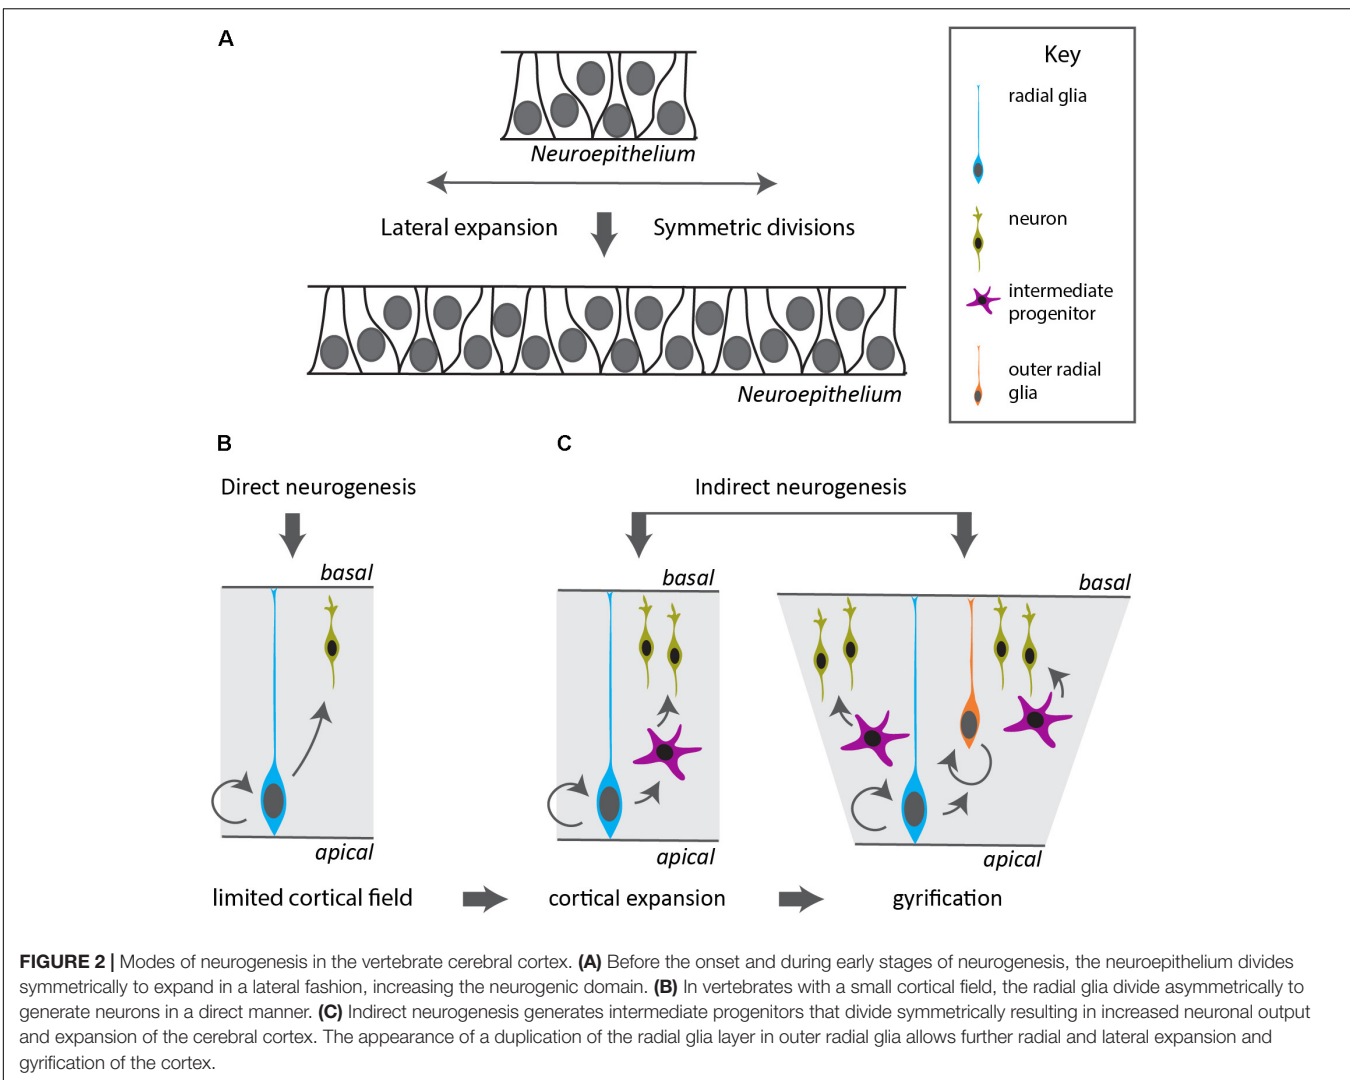 A
Key
radial glia
neuron
intermediate
progenitor
outer radial
glia
Neuroepithelium
Lateral expansion
Symmetric divisions
Neuroepithelium
B
Direct neurogenesis
basal
apical
limited cortical field
C
Indirect neurogenesis
basal
apical
cortical expansion
basal
apical
gyrification
FIGURE 2 | Modes of neurogenesis in the vertebrate cerebral cortex. (A) Before the onset and during early stages of neurogenesis, the neuroepithelium divides
symmetrically to expand in a lateral fashion, increasing the neurogenic domain. (B) In vertebrates with a small cortical field, the radial glia divide asymmetrically to
generate neurons in a direct manner. (C) Indirect neurogenesis generates intermediate progenitors that divide symmetrically resulting in increased neuronal output
and expansion of the cerebral cortex. The appearance of a duplication of the radial glia layer in outer radial glia allows further radial and lateral expansion and
gyrification of the cortex.